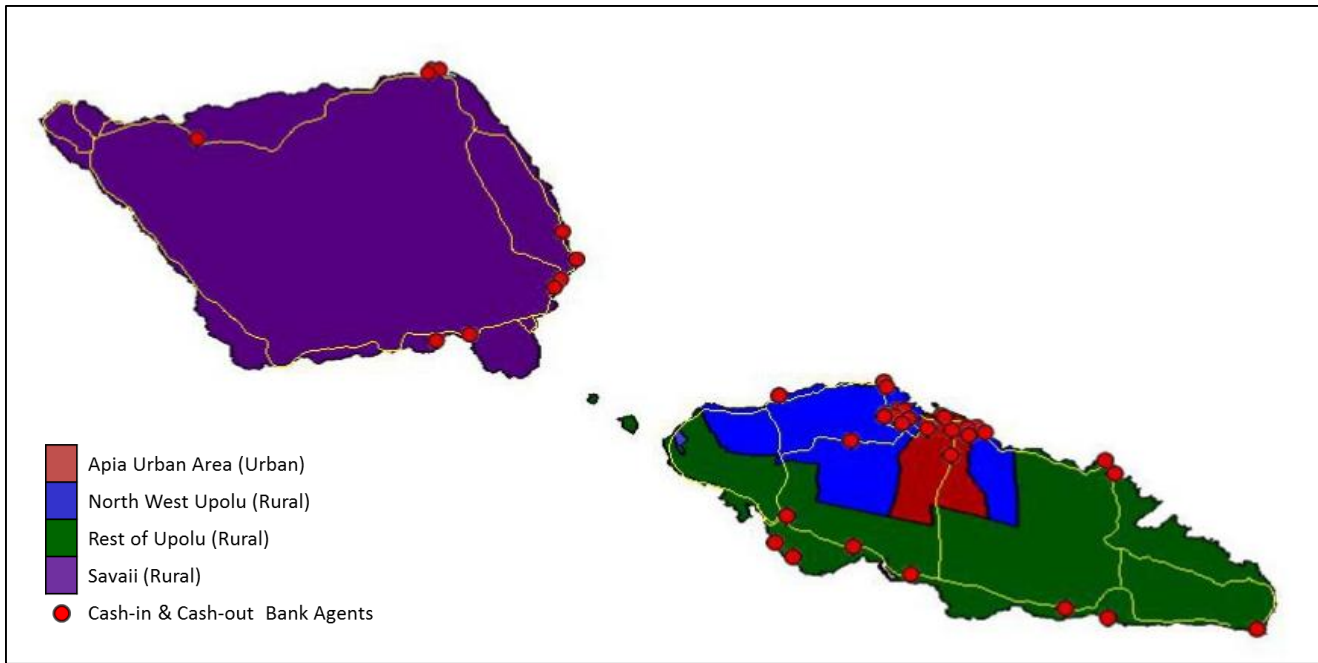 Apia Urban Area (Urban)
North West Upolu (Rural)
Rest of Upolu (Rural)
Savaii (Rural)
Cash-in & Cash-out Bank Agents